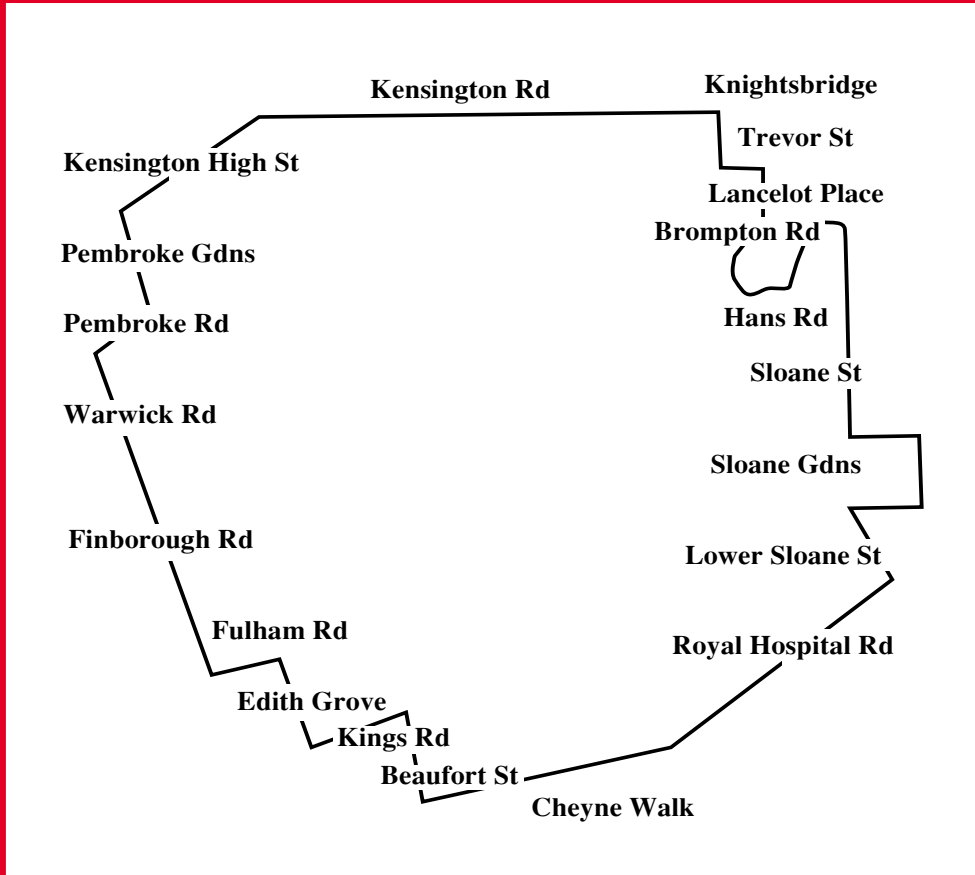 Knightsbridge
Kensington Rd
Trevor St
Kensington High St
Lancelot Place
Brompton Rd
Pembroke Gdns
Hans Rd
Pembroke Rd
Sloane St
Warwick Rd
Sloane Gdns
Finborough Rd
Lower Sloane St
Fulham Rd
Royal Hospital Rd
Edith Grove
Kings Rd
Beaufort St
Cheyne Walk